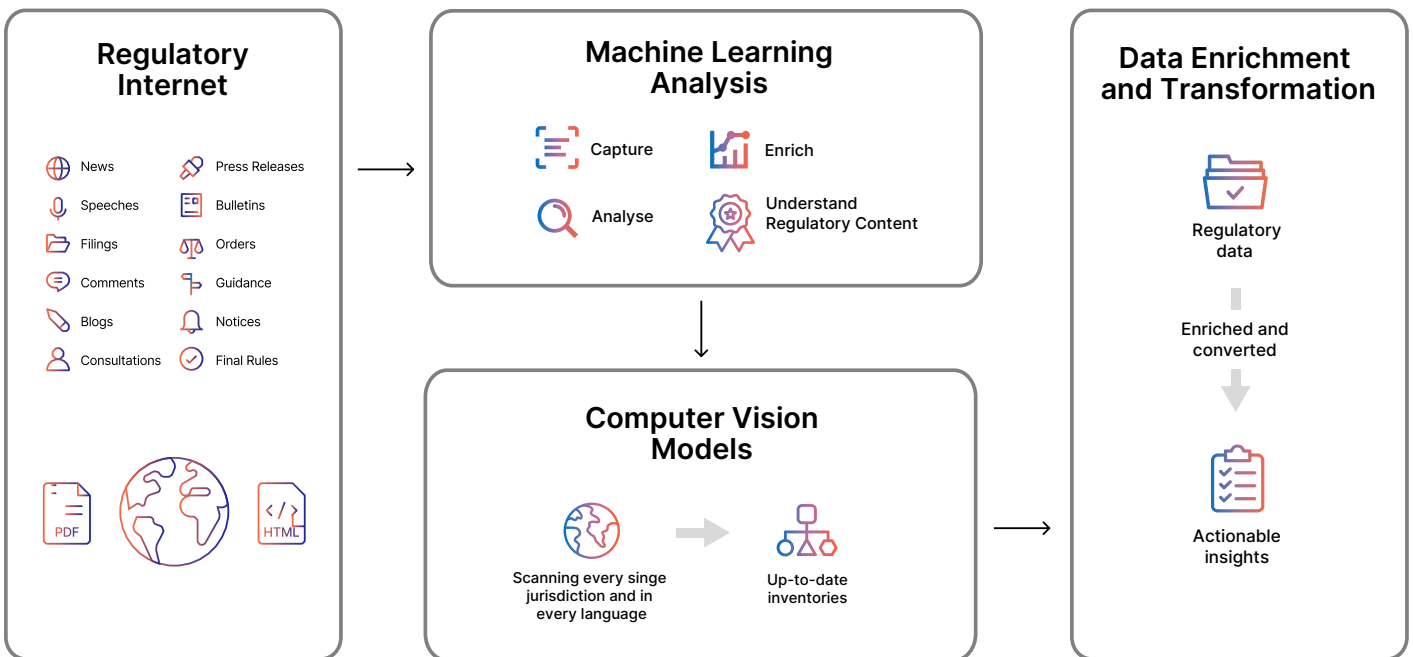 Regulatory
Internet
News
Press Releases
Speeches
Bulletins
Filings
Orders
Comments
Guidance
Blogs
Notices
Consultations
Final Rules
PDF
</>
HTML
Machine Learning
Analysis
Capture
Enrich
Analyse
Understand
Regulatory Content
Computer Vision
Models
Scanning every singe
jurisdiction and in
every language
Up-to-date
inventories
Data Enrichment
and Transformation
Regulatory
data
Enriched and
converted
Actionable
insights